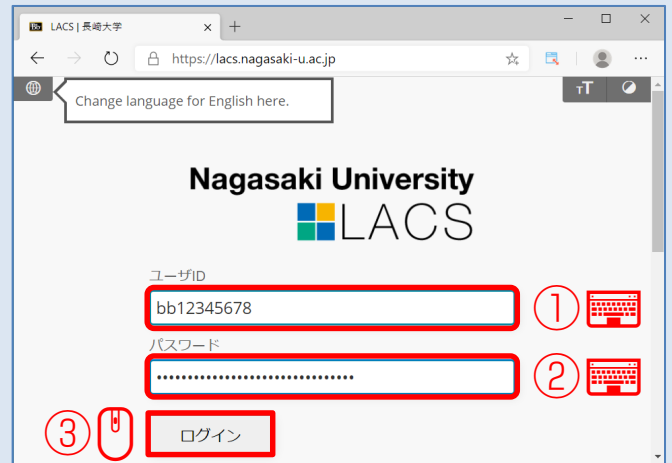 LACS | 長崎大学
https://lacs.nagasaki-u.ac.jp
Change language for English here.
TT
Nagasaki University
LACS
ユーザID
bb12345678
①
パスワード
••••••••••••••••••••••••••••••••
②
③
ログイン